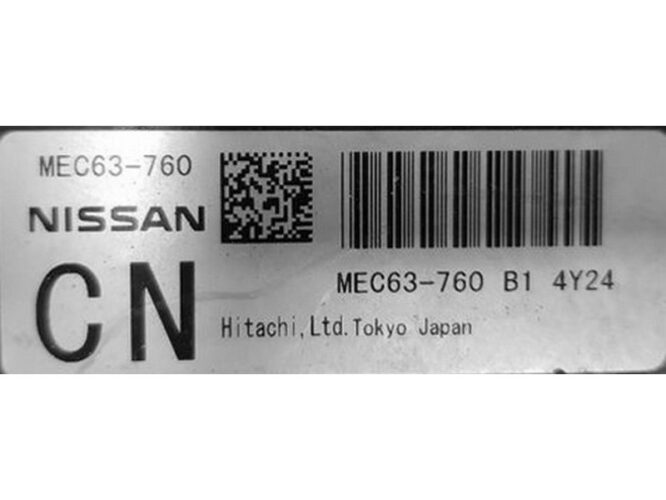 MEC63-760
NISSAN
CN
MEC63-760 B1 4Y24
Hitachi,Ltd.Tokyo Japan